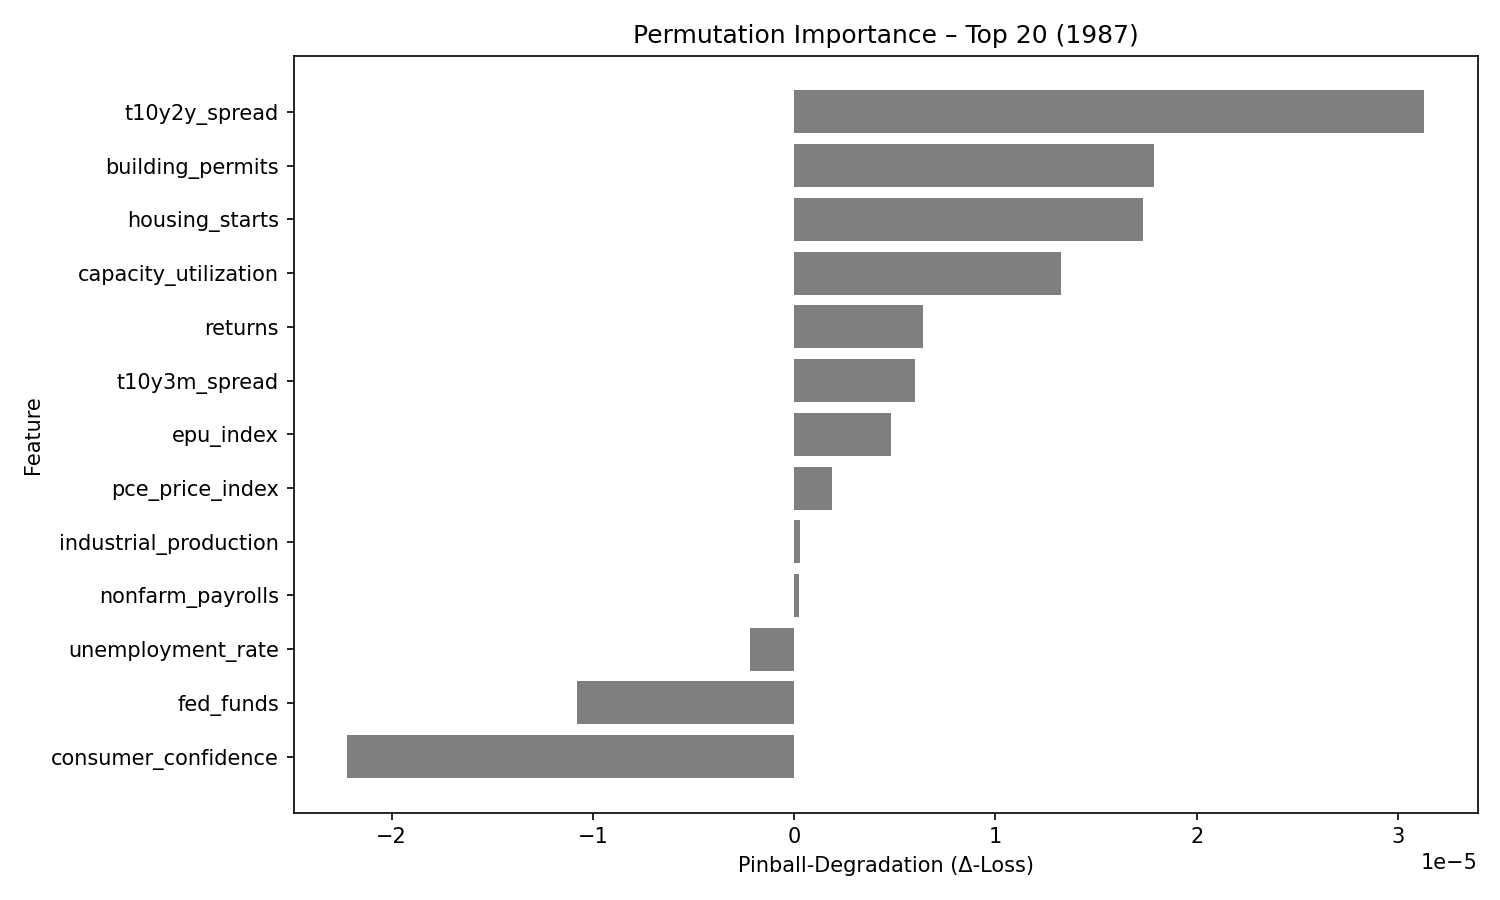 Permutation Importance – Top 20 (1987)
t10y2y_spread
building_permits
housing_starts
capacity_utilization
returns
t10y3m_spread
epu_index
pce_price_index
industrial_production
nonfarm_payrolls
unemployment_rate
fed_funds
consumer_confidence
Feature
−2
−1
0
1
2
3
1e−5
Pinball-Degradation (Δ-Loss)